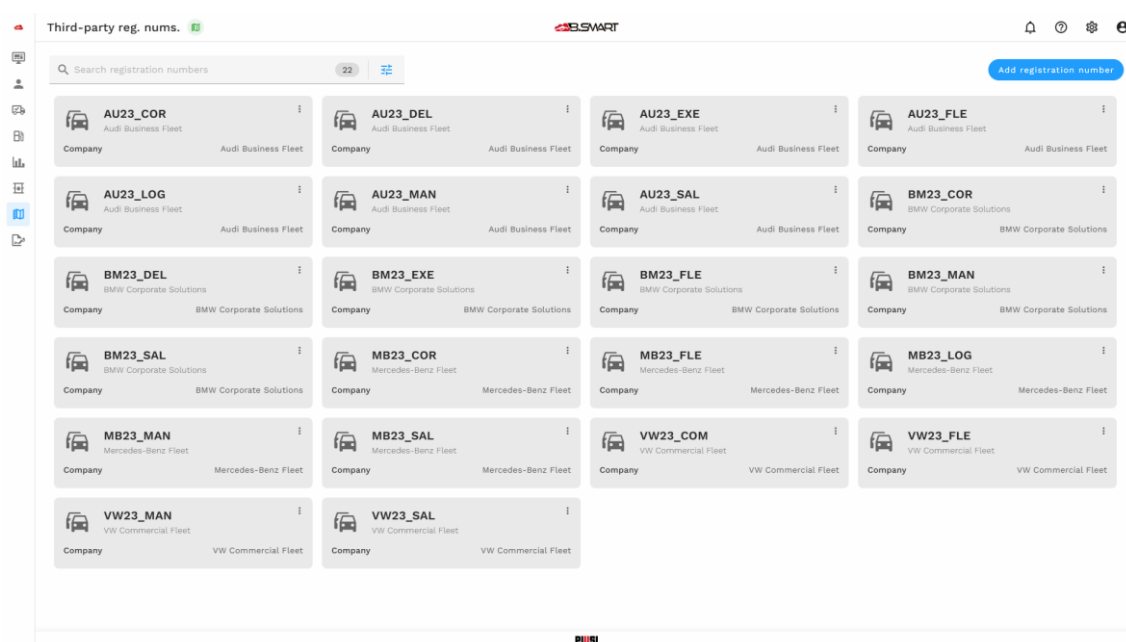 Third-party reg. nums.
B.SMART
Search registration numbers 22
Add registration number
AU23_COR
Audi Business Fleet
Company Audi Business Fleet
AU23_DEL
Audi Business Fleet
Company Audi Business Fleet
AU23_EXE
Audi Business Fleet
Company Audi Business Fleet
AU23_FLE
Audi Business Fleet
Company Audi Business Fleet
AU23_LOG
Audi Business Fleet
Company Audi Business Fleet
AU23_MAN
Audi Business Fleet
Company Audi Business Fleet
AU23_SAL
Audi Business Fleet
Company Audi Business Fleet
BM23_COR
BMW Corporate Solutions
Company BMW Corporate Solutions
BM23_DEL
BMW Corporate Solutions
Company BMW Corporate Solutions
BM23_EXE
BMW Corporate Solutions
Company BMW Corporate Solutions
BM23_FLE
BMW Corporate Solutions
Company BMW Corporate Solutions
BM23_MAN
BMW Corporate Solutions
Company BMW Corporate Solutions
BM23_SAL
BMW Corporate Solutions
Company BMW Corporate Solutions
MB23_COR
Mercedes-Benz Fleet
Company Mercedes-Benz Fleet
MB23_FLE
Mercedes-Benz Fleet
Company Mercedes-Benz Fleet
MB23_LOG
Mercedes-Benz Fleet
Company Mercedes-Benz Fleet
MB23_MAN
Mercedes-Benz Fleet
Company Mercedes-Benz Fleet
MB23_SAL
Mercedes-Benz Fleet
Company Mercedes-Benz Fleet
VW23_COM
VW Commercial Fleet
Company VW Commercial Fleet
VW23_FLE
VW Commercial Fleet
Company VW Commercial Fleet
VW23_MAN
VW Commercial Fleet
Company VW Commercial Fleet
VW23_SAL
VW Commercial Fleet
Company VW Commercial Fleet
PIUSI